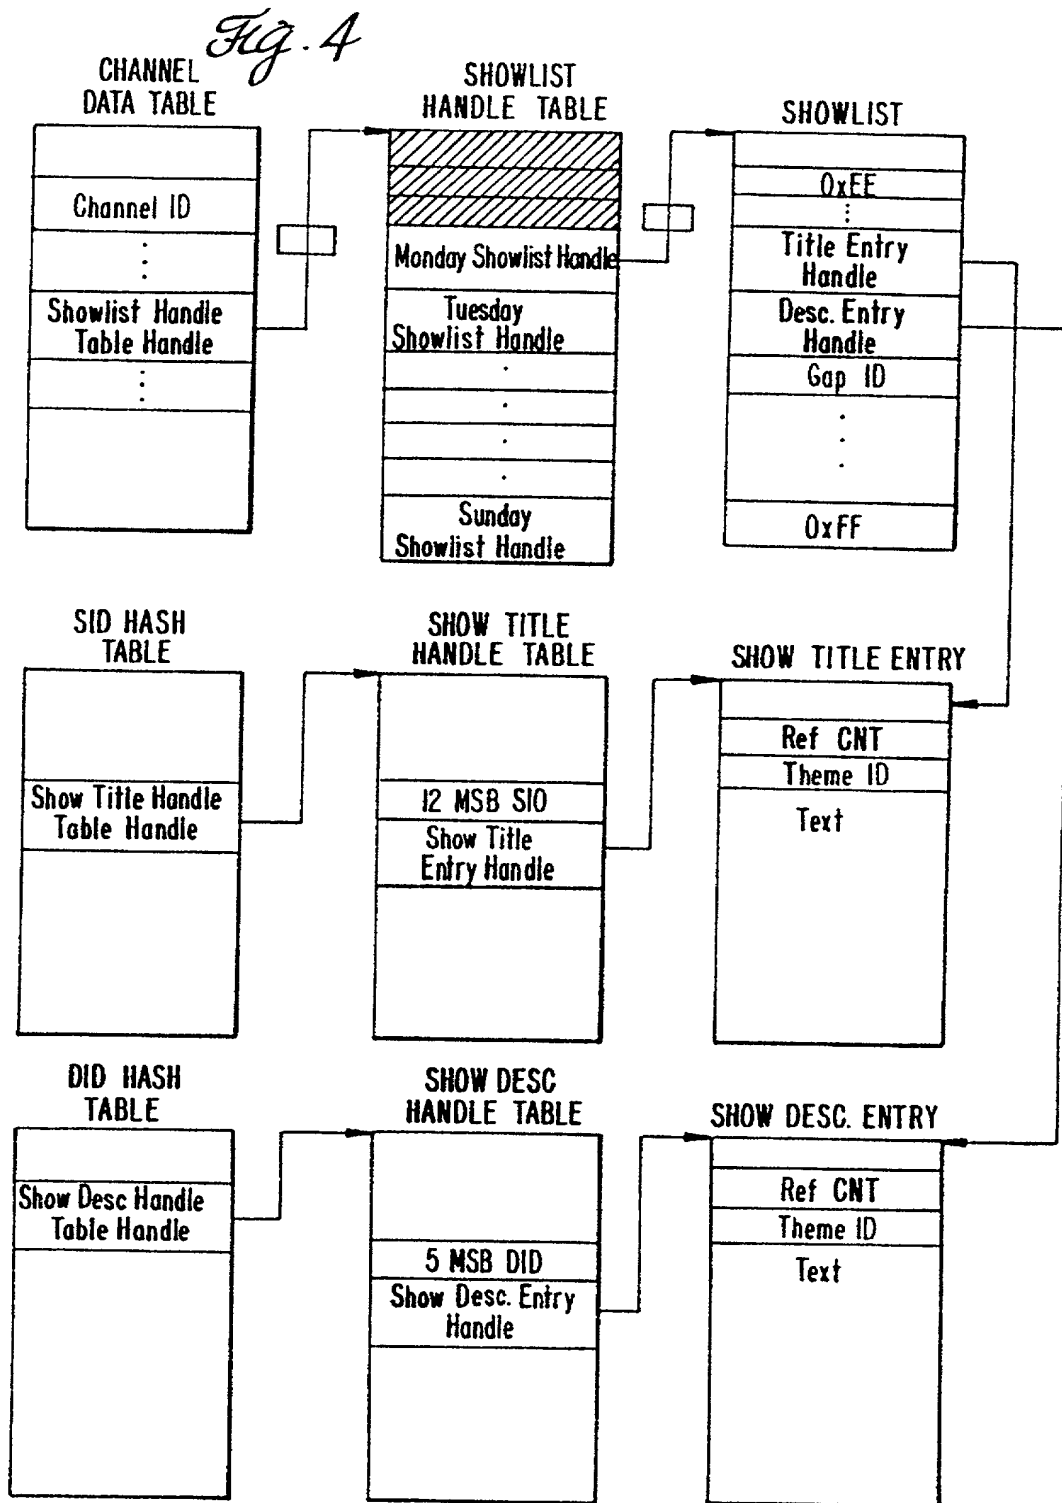 Fig. 4
CHANNEL
DATA TABLE
Channel ID
Showlist Handle
Table Handle
SHOWLIST
HANDLE TABLE
Monday Showlist Handle
Tuesday
Showlist Handle
Sunday
Showlist Handle
SHOWLIST
0xEE
Title Entry
Handle
Desc. Entry
Handle
Gap ID
0xFF
SID HASH
TABLE
Show Title Handle
Table Handle
SHOW TITLE
HANDLE TABLE
12 MSB SIO
Show Title
Entry Handle
SHOW TITLE ENTRY
Ref CNT
Theme ID
Text
DID HASH
TABLE
Show Desc Handle
Table Handle
SHOW DESC
HANDLE TABLE
5 MSB DID
Show Desc. Entry
Handle
SHOW DESC. ENTRY
Ref CNT
Theme ID
Text